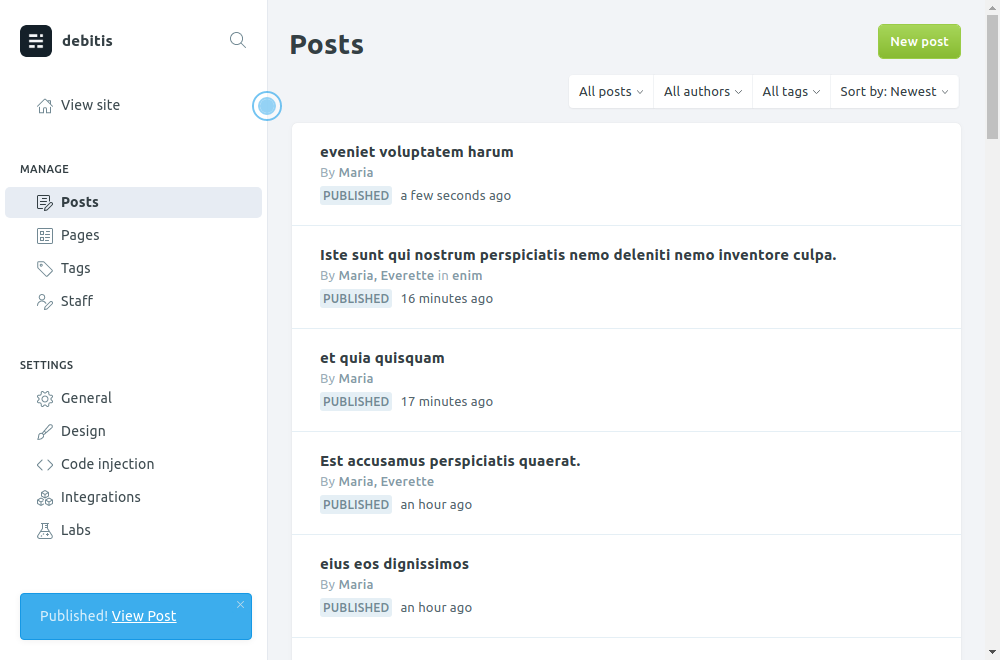 debitis
View site
MANAGE
Posts
Pages
Tags
Staff
SETTINGS
General
Design
Code injection
Integrations
Labs
Published! View Post
Posts
New post
All posts
All authors
All tags
Sort by: Newest
eveniet voluptatem harum
By Maria
PUBLISHED a few seconds ago
Iste sunt qui nostrum perspiciatis nemo deleniti nemo inventore culpa.
By Maria, Everette in enim
PUBLISHED 16 minutes ago
et quia quisquam
By Maria
PUBLISHED 17 minutes ago
Est accusamus perspiciatis quaerat.
By Maria, Everette
PUBLISHED an hour ago
eius eos dignissimos
By Maria
PUBLISHED an hour ago